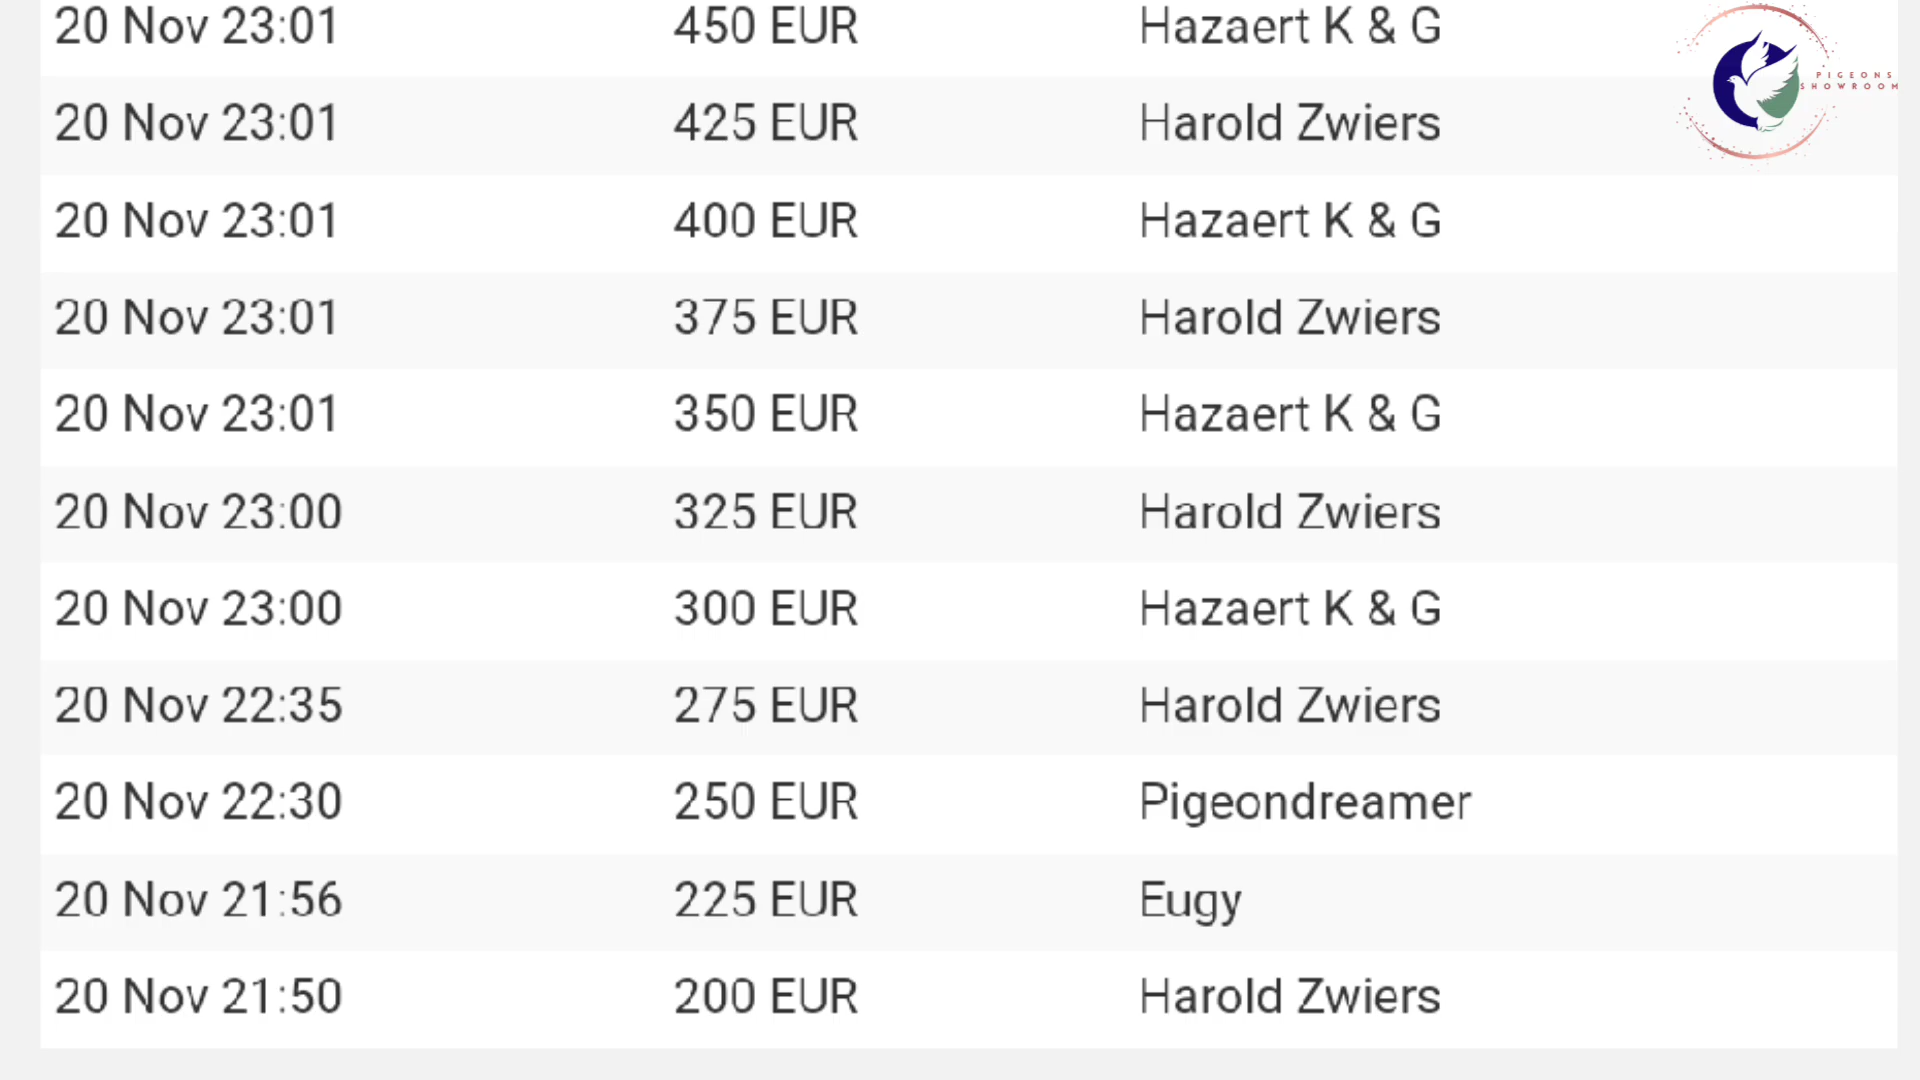 20 Nov 23:01 450 EUR Hazaert K & G
20 Nov 23:01 425 EUR Harold Zwiers
20 Nov 23:01 400 EUR Hazaert K & G
20 Nov 23:01 375 EUR Harold Zwiers
20 Nov 23:01 350 EUR Hazaert K & G
20 Nov 23:00 325 EUR Harold Zwiers
20 Nov 23:00 300 EUR Hazaert K & G
20 Nov 22:35 275 EUR Harold Zwiers
20 Nov 22:30 250 EUR Pigeondreamer
20 Nov 21:56 225 EUR Eugy
20 Nov 21:50 200 EUR Harold Zwiers
PIGEONS
SHOWROOM